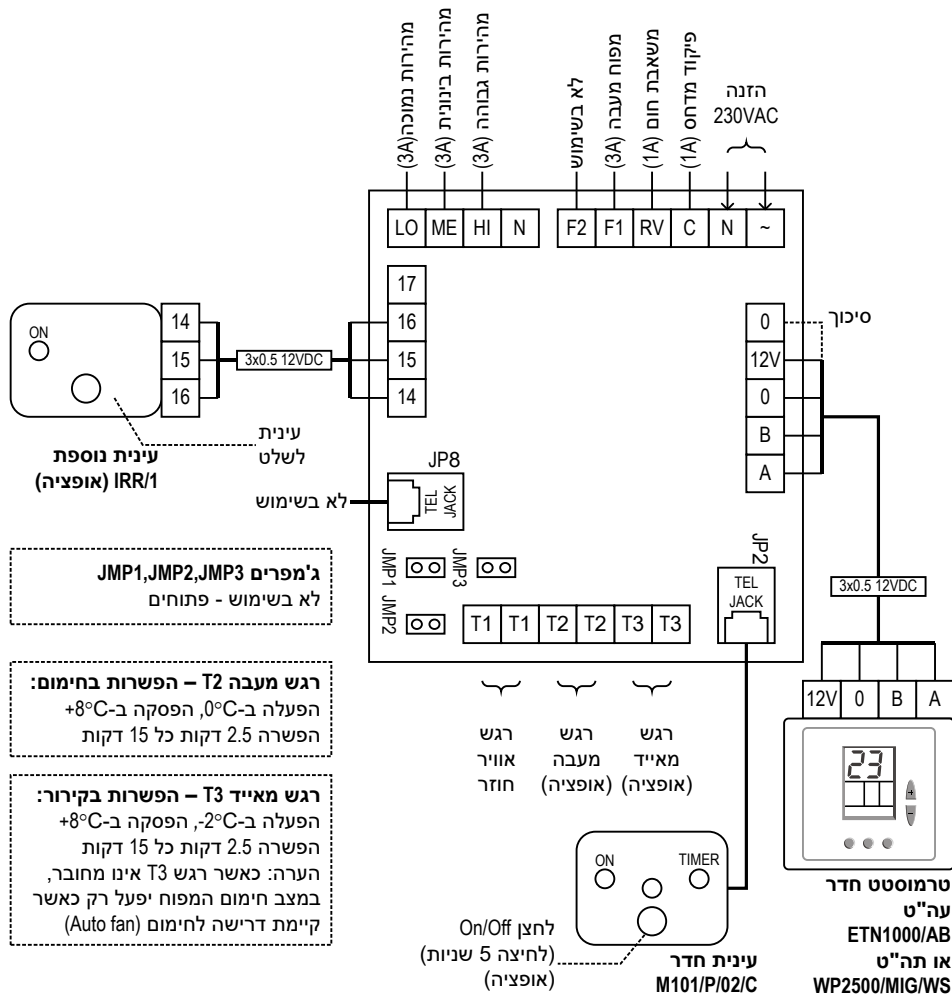 מהירות נמוכה(3A)
מהירות בינונית (3A)
מהירות גבוהה (3A)
לא בשימוש
מפוח מעבה (3A)
משאבת חום (1A)
פיקוד מדחס (1A)
הזנה
230VAC
LO ME HI N
F2 F1 RV C N ~
17
16
15
14
0
12V
0
B
A
סיכוך
ON
14
15
16
3x0.5 12VDC
עינית
לשלט
עינית נוספת
IRR/1 (אופציה)
JP8
TEL
JACK
לא בשימוש
JMP1
JMP3
JMP2
T1 T1 T2 T2 T3 T3
JP2
TEL
JACK
3x0.5 12VDC
12V 0 B A
23
+
-
טרמוסטט חדר
עה"ט
ETN1000/AB
או תה"ט
WP2500/MIG/WS
רגש
אוויר
חוזר
רגש
מעבה
(אופציה)
רגש
מאייד
(אופציה)
ON
TIMER
לחצן On/Off
(לחיצה 5 שניות)
(אופציה)
עינית חדר
M101/P/02/C
ג'מפרים JMP1,JMP2,JMP3
לא בשימוש - פתוחים
רגש מעבה T2 – הפשרות בחימום:
הפעלה ב-0°C, הפסקה ב-8°C+
הפשרה 2.5 דקות כל 15 דקות
רגש מאייד T3 – הפשרות בקירור:
הפעלה ב-2°C-, הפסקה ב-8°C+
הפשרה 2.5 דקות כל 15 דקות
הערה: כאשר רגש T3 אינו מחובר,
במצב חימום המפוח יפעל רק כאשר
קיימת דרישה לחימום (Auto fan)